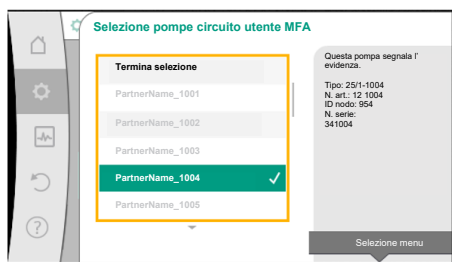 Selezione pompe circuito utente MFA
Termina selezione
PartnerName_1001
PartnerName_1002
PartnerName_1003
PartnerName_1004
PartnerName_1005
Questa pompa segnala l'
evidenza.
Tipo: 25/1-1004
N. art.: 12 1004
ID nodo: 954
N. serie:
341004
Selezione menu
?